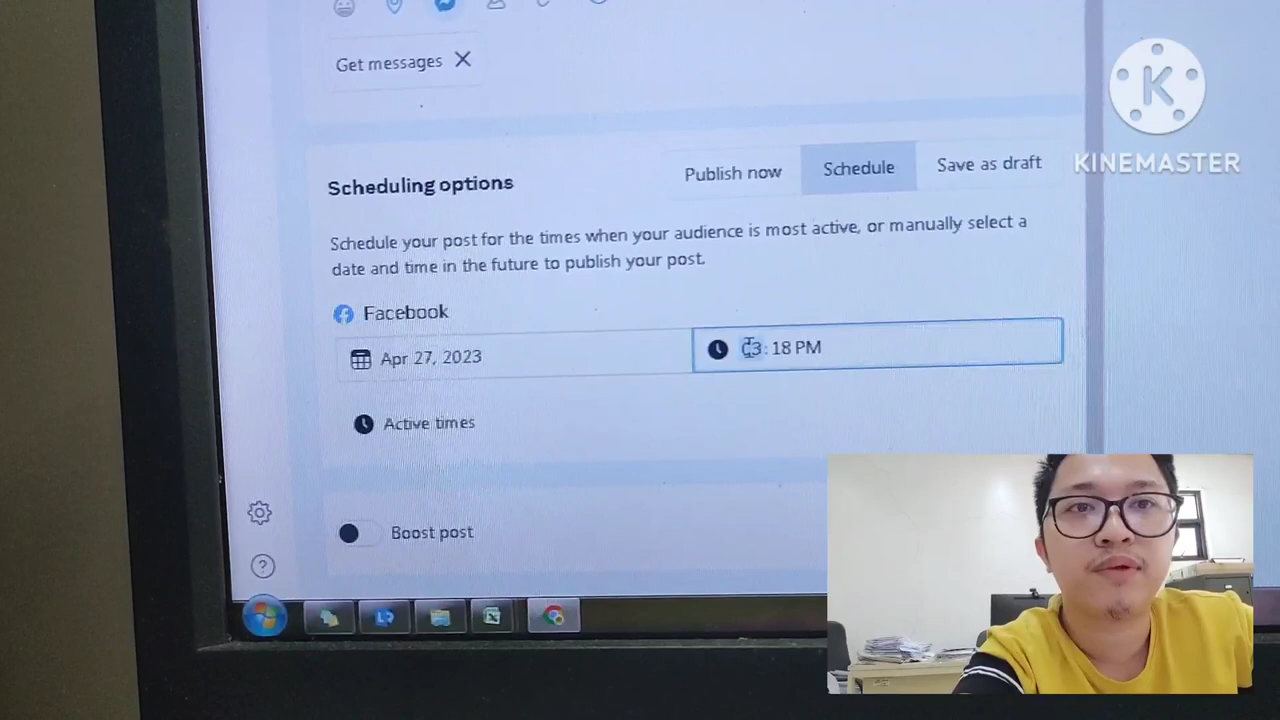 Get messages
KINEMASTER
Scheduling options
Publish now
Schedule
Save as draft
Schedule your post for the times when your audience is most active, or manually select a
date and time in the future to publish your post.
Facebook
Apr 27, 2023
03:18 PM
Active times
Boost post